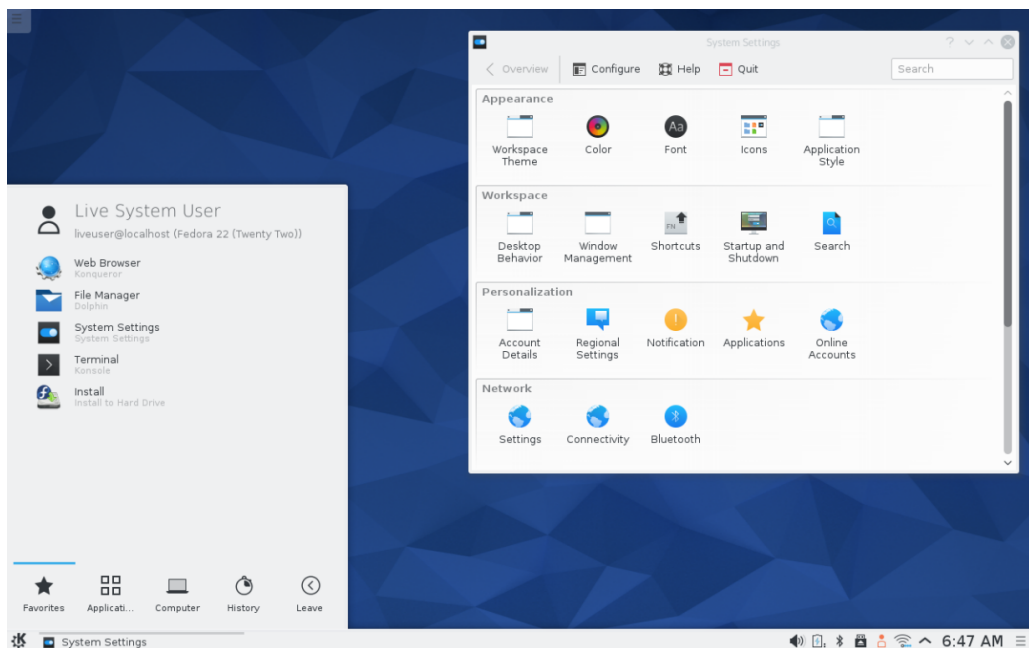 System Settings
Overview Configure Help Quit Search
Appearance
Workspace Theme
Color
Font
Icons
Application Style
Workspace
Desktop Behavior
Window Management
FN
Shortcuts
Startup and Shutdown
Search
Personalization
Account Details
Regional Settings
Notification
Applications
Online Accounts
Network
Settings
Connectivity
Bluetooth
Live System User
liveuser@localhost (Fedora 22 (Twenty Two))
Web Browser
Konqueror
File Manager
Dolphin
System Settings
System Settings
Terminal
Konsole
Install
Install to Hard Drive
Favorites Applicati... Computer History Leave
System Settings
6:47 AM